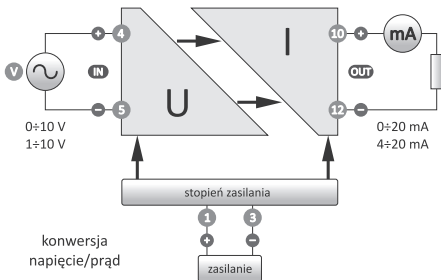 + 4 I 10 + mA
V IN OUT
U
− 5 12 −
0÷10 V
1÷10 V
0÷20 mA
4÷20 mA
stopień zasilania
1 3
+ −
konwersja
napięcie/prąd
zasilanie